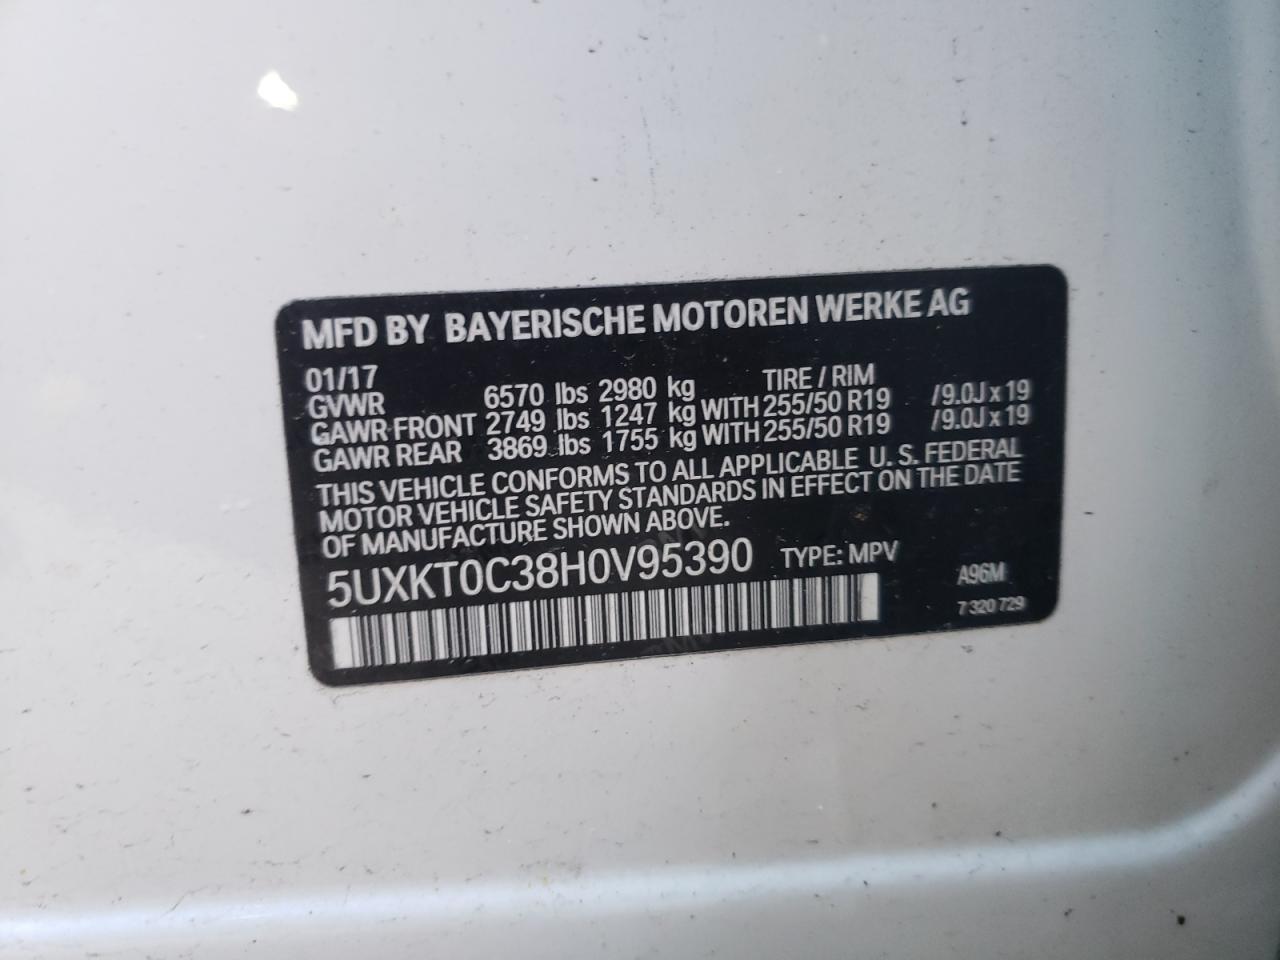 MFD BY BAYERISCHE MOTOREN WERKE AG
01/17 TIRE / RIM
GVWR 6570 lbs 2980 kg
GAWR FRONT 2749 lbs 1247 kg WITH 255/50 R19 /9.0J x 19
GAWR REAR 3869 lbs 1755 kg WITH 255/50 R19 /9.0J x 19
THIS VEHICLE CONFORMS TO ALL APPLICABLE U. S. FEDERAL
MOTOR VEHICLE SAFETY STANDARDS IN EFFECT ON THE DATE
OF MANUFACTURE SHOWN ABOVE.
5UXKT0C38H0V95390 TYPE: MPV
A96M
7 320 729